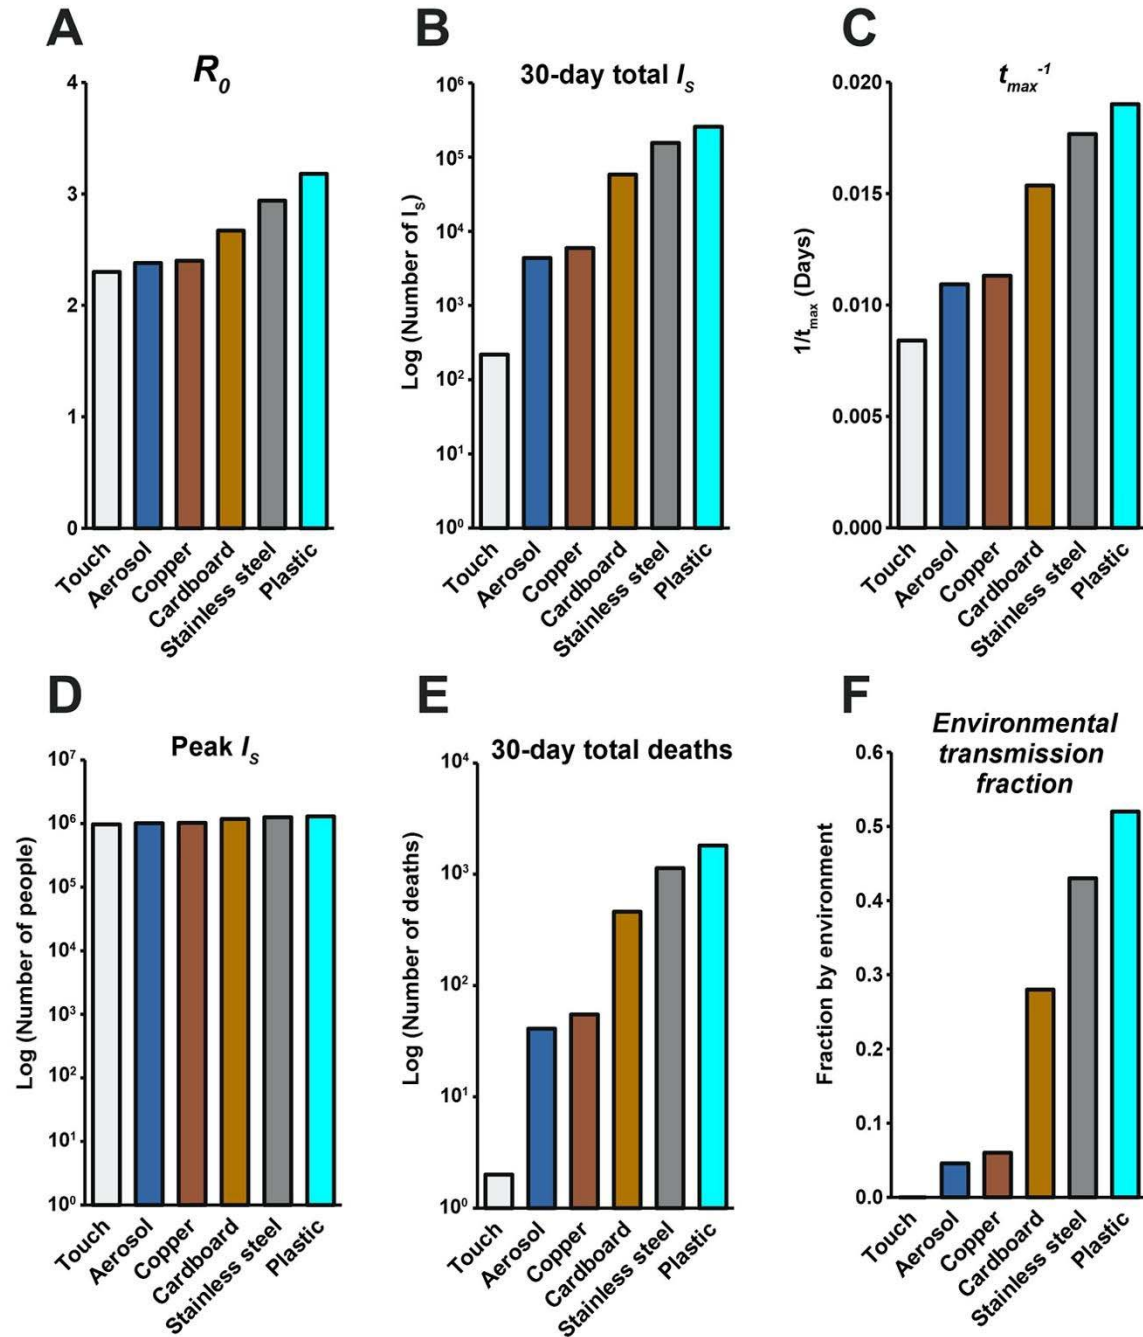 A
R0
4
3
2
1
0
Touch
Aerosol
Copper
Cardboard
Stainless steel
Plastic
B
30-day total IS
Log (Number of IS)
10^6
10^5
10^4
10^3
10^2
10^1
10^0
Touch
Aerosol
Copper
Cardboard
Stainless steel
Plastic
C
tmax^-1
1/tmax (Days)
0.020
0.015
0.010
0.005
0.000
Touch
Aerosol
Copper
Cardboard
Stainless steel
Plastic
D
Peak IS
Log (Number of people)
10^7
10^6
10^5
10^4
10^3
10^2
10^1
10^0
Touch
Aerosol
Copper
Cardboard
Stainless steel
Plastic
E
30-day total deaths
Log (Number of deaths)
10^4
10^3
10^2
10^1
10^0
Touch
Aerosol
Copper
Cardboard
Stainless steel
Plastic
F
Environmental
transmission
fraction
Fraction by environment
0.6
0.5
0.4
0.3
0.2
0.1
0.0
Touch
Aerosol
Copper
Cardboard
Stainless steel
Plastic